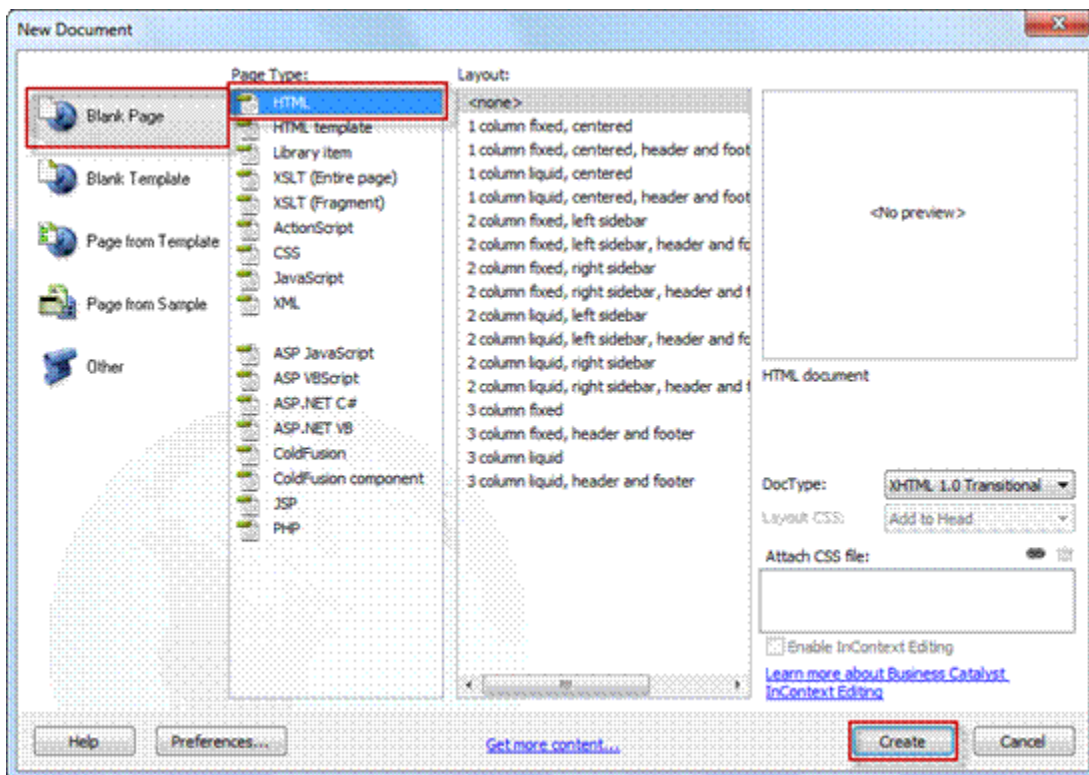 New Document
Blank Page
Blank Template
Page from Template
Page from Sample
Other
Page Type:
HTML
HTML template
Library item
XSLT (Entire page)
XSLT (Fragment)
ActionScript
CSS
JavaScript
XML
ASP JavaScript
ASP VBScript
ASP.NET C#
ASP.NET VB
ColdFusion
ColdFusion component
JSP
PHP
Layout:
<none>
1 column fixed, centered
1 column fixed, centered, header and foot
1 column liquid, centered
1 column liquid, centered, header and foot
2 column fixed, left sidebar
2 column fixed, left sidebar, header and fo
2 column fixed, right sidebar
2 column fixed, right sidebar, header and f
2 column liquid, left sidebar
2 column liquid, left sidebar, header and fo
2 column liquid, right sidebar
2 column liquid, right sidebar, header and f
3 column fixed
3 column fixed, header and footer
3 column liquid
3 column liquid, header and footer
<No preview>
HTML document
DocType: XHTML 1.0 Transitional
Layout CSS: Add to Head
Attach CSS file:
Enable InContext Editing
Learn more about Business Catalyst
InContext Editing
Help
Preferences...
Get more content...
Create
Cancel